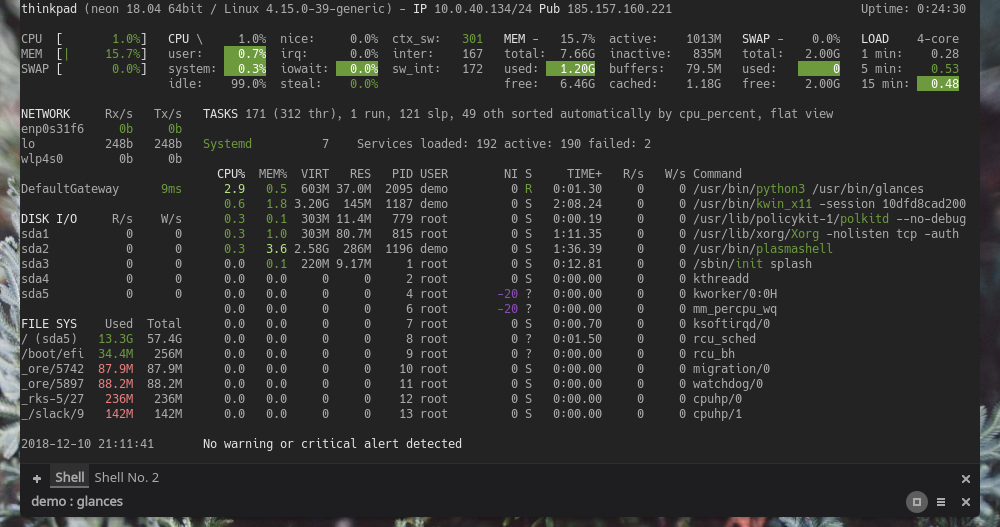 thinkpad (neon 18.04 64bit / Linux 4.15.0-39-generic) - IP 10.0.40.134/24 Pub 185.157.160.221 Uptime: 0:24:30
CPU [ 1.0%] CPU \ 1.0% nice: 0.0% ctx_sw: 301 MEM - 15.7% active: 1013M SWAP - 0.0% LOAD 4-core
MEM [| 15.7%] user: 0.7% irq: 0.0% inter: 167 total: 7.66G inactive: 835M total: 2.00G 1 min: 0.28
SWAP [ 0.0%] system: 0.3% iowait: 0.0% sw_int: 172 used: 1.20G buffers: 79.5M used: 0 5 min: 0.53
idle: 99.0% steal: 0.0% free: 6.46G cached: 1.18G free: 2.00G 15 min: 0.48
NETWORK Rx/s Tx/s TASKS 171 (312 thr), 1 run, 121 slp, 49 oth sorted automatically by cpu_percent, flat view
enp0s31f6 0b 0b
lo 248b 248b Systemd 7 Services loaded: 192 active: 190 failed: 2
wlp4s0 0b 0b
CPU% MEM% VIRT RES PID USER NI S TIME+ R/s W/s Command
DefaultGateway 9ms 2.9 0.5 603M 37.0M 2095 demo 0 R 0:01.30 0 0 /usr/bin/python3 /usr/bin/glances
0.6 1.8 3.20G 145M 1187 demo 0 S 2:08.24 0 0 /usr/bin/kwin_x11 -session 10dfd8cad200
DISK I/O R/s W/s 0.3 0.1 303M 11.4M 779 root 0 S 0:00.19 0 0 /usr/lib/policykit-1/polkitd --no-debug
sda1 0 0 0.3 1.0 303M 80.7M 815 root 0 S 1:11.35 0 0 /usr/lib/xorg/Xorg -nolisten tcp -auth
sda2 0 0 0.3 3.6 2.58G 286M 1196 demo 0 S 1:36.39 0 0 /usr/bin/plasmashell
sda3 0 0 0.0 0.1 220M 9.17M 1 root 0 S 0:12.81 0 0 /sbin/init splash
sda4 0 0 0.0 0.0 0 0 2 root 0 S 0:00.00 0 0 kthreadd
sda5 0 0 0.0 0.0 0 0 4 root -20 ? 0:00.00 0 0 kworker/0:0H
0.0 0.0 0 0 6 root -20 ? 0:00.00 0 0 mm_percpu_wq
FILE SYS Used Total 0.0 0.0 0 0 7 root 0 S 0:00.70 0 0 ksoftirqd/0
/ (sda5) 13.3G 57.4G 0.0 0.0 0 0 8 root 0 ? 0:01.50 0 0 rcu_sched
/boot/efi 34.4M 256M 0.0 0.0 0 0 9 root 0 ? 0:00.00 0 0 rcu_bh
_ore/5742 87.9M 87.9M 0.0 0.0 0 0 10 root 0 S 0:00.00 0 0 migration/0
_ore/5897 88.2M 88.2M 0.0 0.0 0 0 11 root 0 S 0:00.00 0 0 watchdog/0
_rks-5/27 236M 236M 0.0 0.0 0 0 12 root 0 S 0:00.00 0 0 cpuhp/0
_/slack/9 142M 142M 0.0 0.0 0 0 13 root 0 S 0:00.00 0 0 cpuhp/1
2018-12-10 21:11:41 No warning or critical alert detected
Shell Shell No. 2
demo : glances